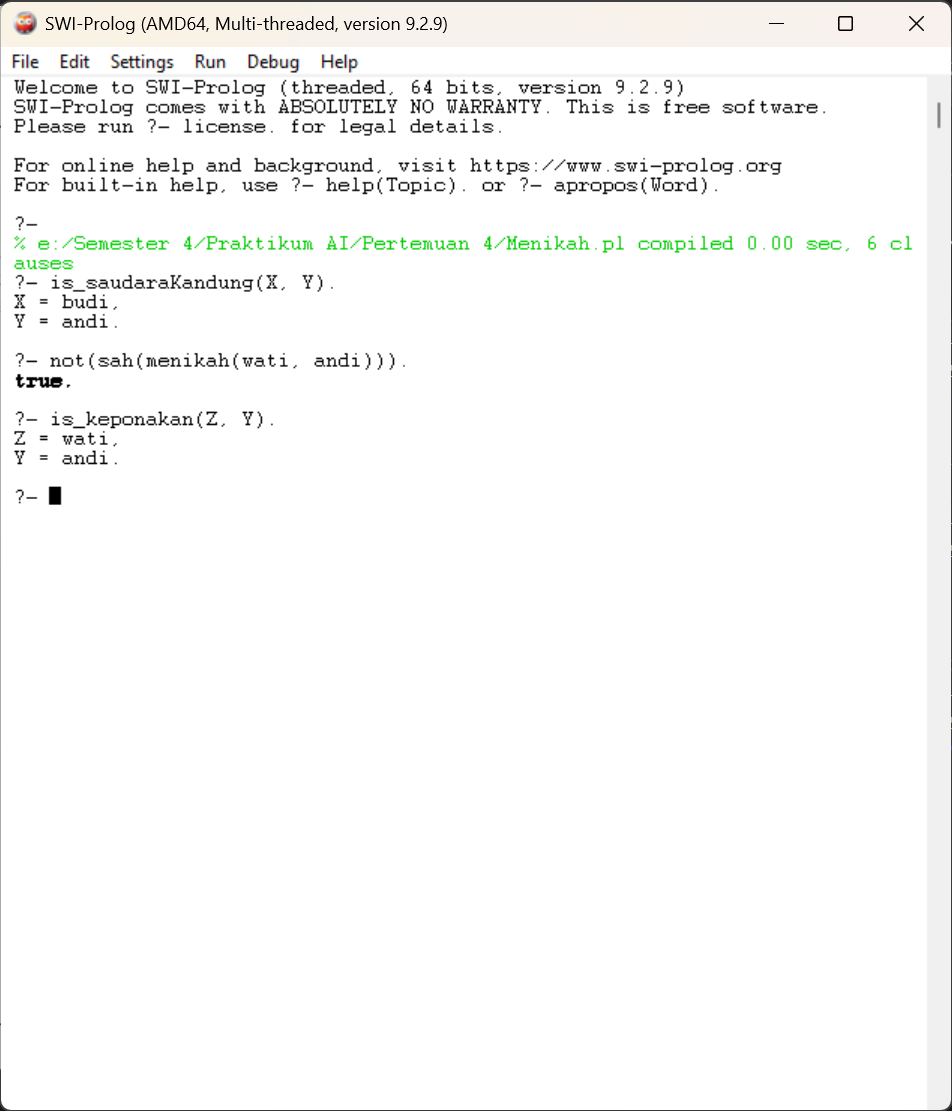 SWI-Prolog (AMD64, Multi-threaded, version 9.2.9)
File Edit Settings Run Debug Help
Welcome to SWI-Prolog (threaded, 64 bits, version 9.2.9)
SWI-Prolog comes with ABSOLUTELY NO WARRANTY. This is free software.
Please run ?- license. for legal details.
For online help and background, visit https://www.swi-prolog.org
For built-in help, use ?- help(Topic). or ?- apropos(Word).
?-
% e:/Semester 4/Praktikum AI/Pertemuan 4/Menikah.pl compiled 0.00 sec, 6 cl
auses
?- is_saudaraKandung(X, Y).
X = budi,
Y = andi.
?- not(sah(menikah(wati, andi))).
true.
?- is_keponakan(Z, Y).
Z = wati,
Y = andi.
?-